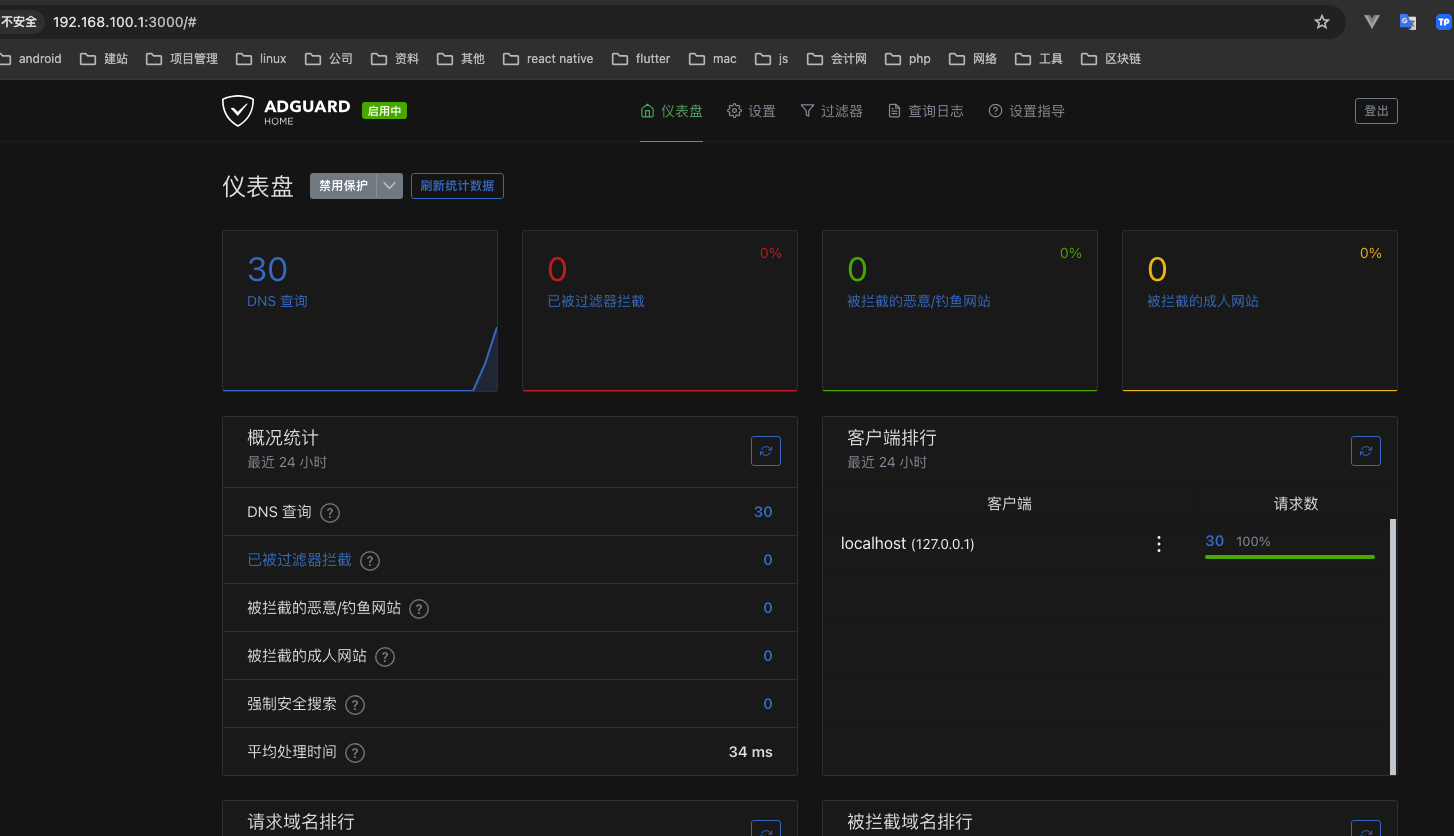 不安全 192.168.100.1:3000/#
android 建站 项目管理 linux 公司 资料 其他 react native flutter mac js 会计网 php 网络 工具 区块链
ADGUARD
HOME
启用中
仪表盘 设置 过滤器 查询日志 设置指导
登出
仪表盘
禁用保护
刷新统计数据
30
DNS 查询
0
0%
已被过滤器拦截
0
0%
被拦截的恶意/钓鱼网站
0
0%
被拦截的成人网站
概况统计
最近 24 小时
DNS 查询 ? 30
已被过滤器拦截 ? 0
被拦截的恶意/钓鱼网站 ? 0
被拦截的成人网站 ? 0
强制安全搜索 ? 0
平均处理时间 ? 34 ms
客户端排行
最近 24 小时
客户端 请求数
localhost (127.0.0.1) 30 100%
请求域名排行
被拦截域名排行